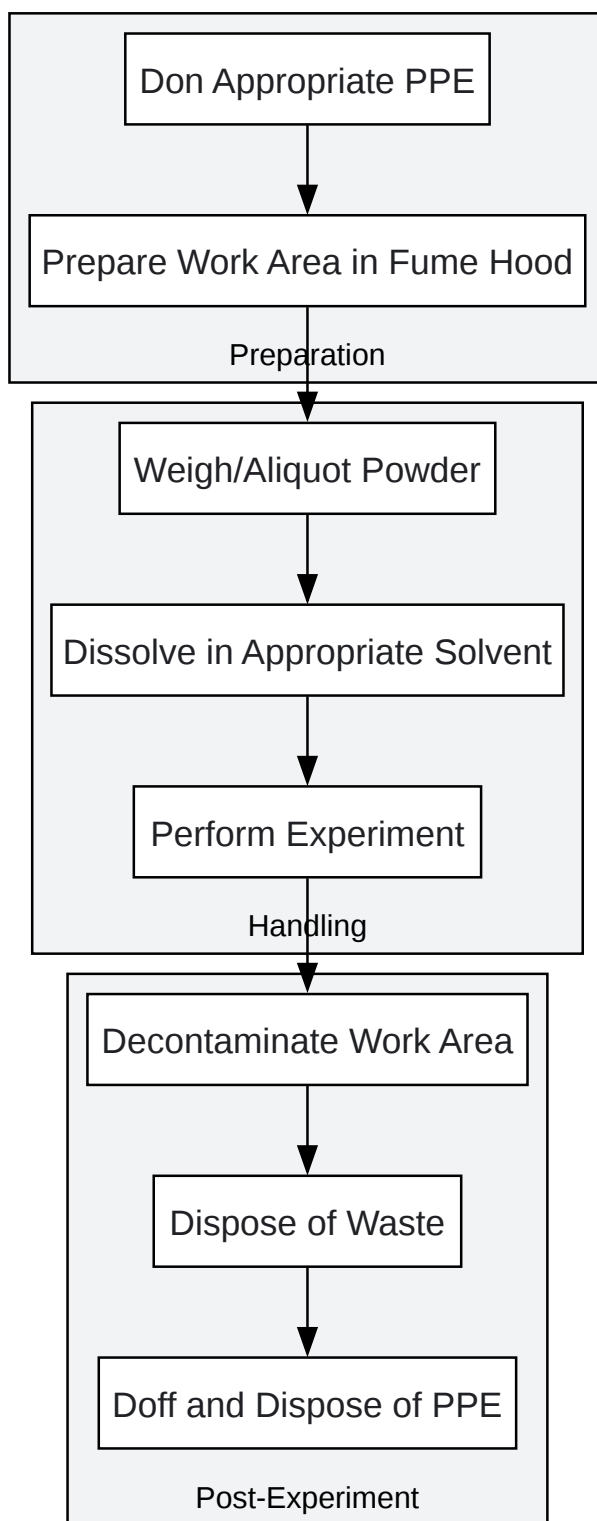 Don Appropriate PPE
Prepare Work Area in Fume Hood
Preparation
Weigh/Aliquot Powder
Dissolve in Appropriate Solvent
Perform Experiment
Handling
Decontaminate Work Area
Dispose of Waste
Doff and Dispose of PPE
Post-Experiment